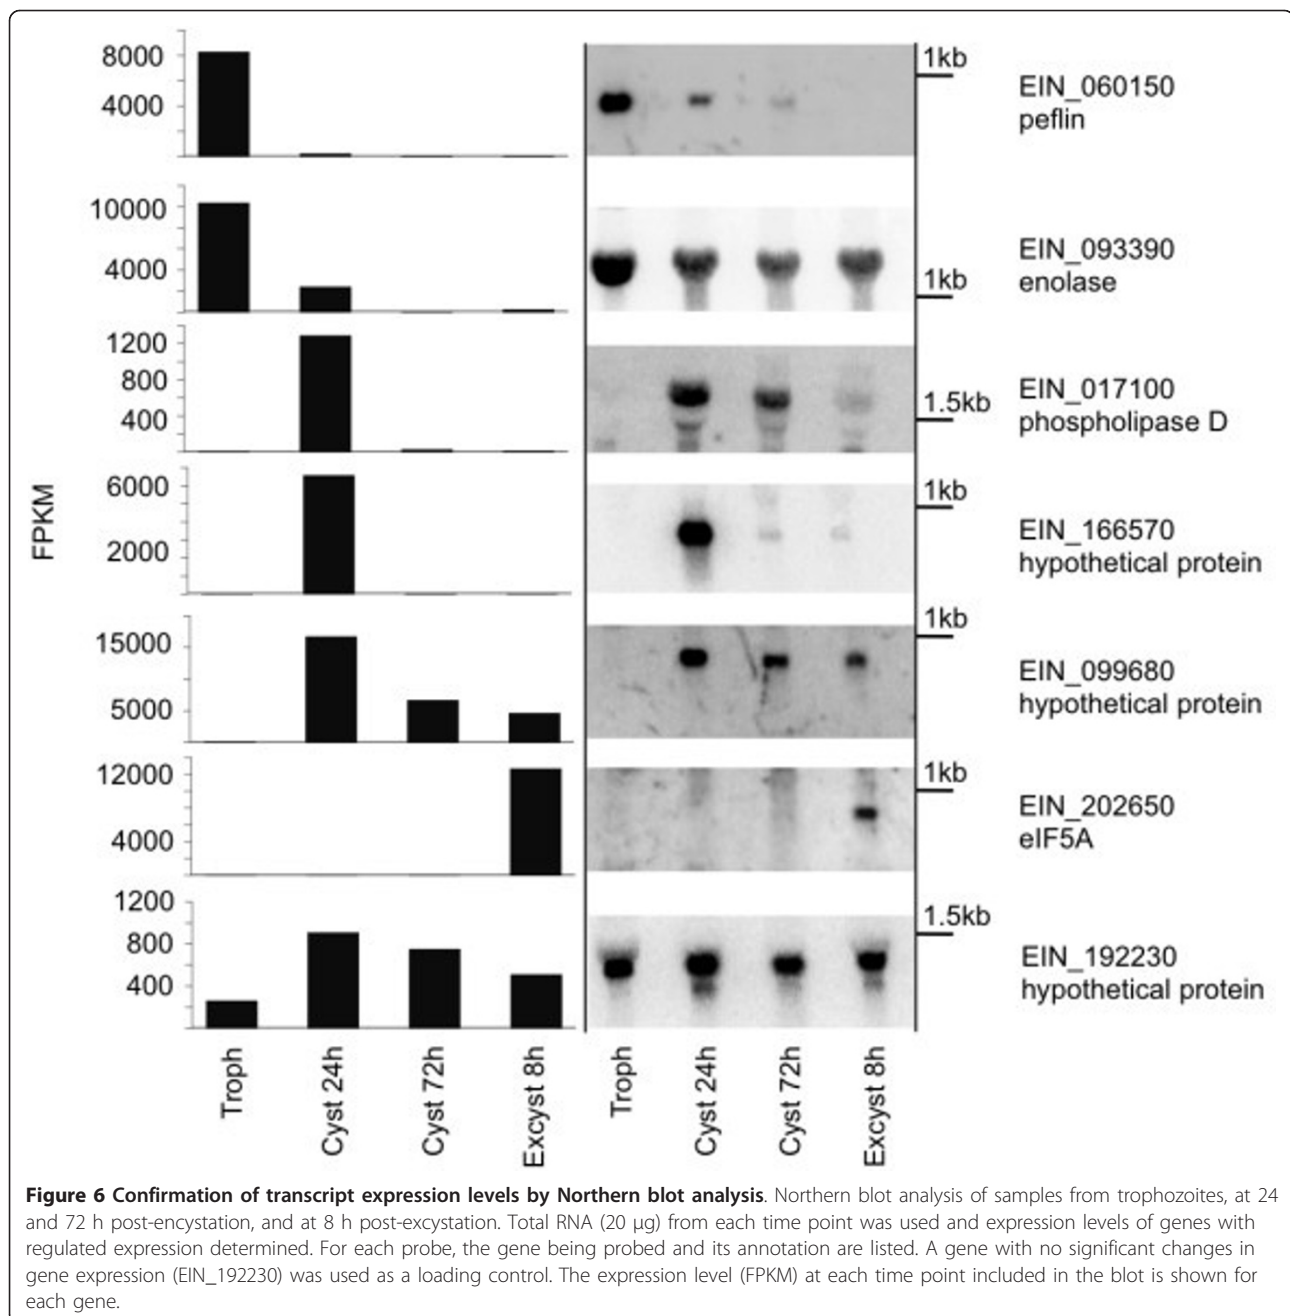 8000
4000
1kb
EIN_060150
peflin
10000
4000
1kb
EIN_093390
enolase
1200
800
400
1.5kb
EIN_017100
phospholipase D
FPKM
6000
2000
1kb
EIN_166570
hypothetical protein
15000
5000
1kb
EIN_099680
hypothetical protein
12000
4000
1kb
EIN_202650
eIF5A
1200
800
400
1.5kb
EIN_192230
hypothetical protein
Troph
Cyst 24h
Cyst 72h
Excyst 8h
Troph
Cyst 24h
Cyst 72h
Excyst 8h
Figure 6 Confirmation of transcript expression levels by Northern blot analysis. Northern blot analysis of samples from trophozoites, at 24
and 72 h post-encystation, and at 8 h post-excystation. Total RNA (20 μg) from each time point was used and expression levels of genes with
regulated expression determined. For each probe, the gene being probed and its annotation are listed. A gene with no significant changes in
gene expression (EIN_192230) was used as a loading control. The expression level (FPKM) at each time point included in the blot is shown for
each gene.